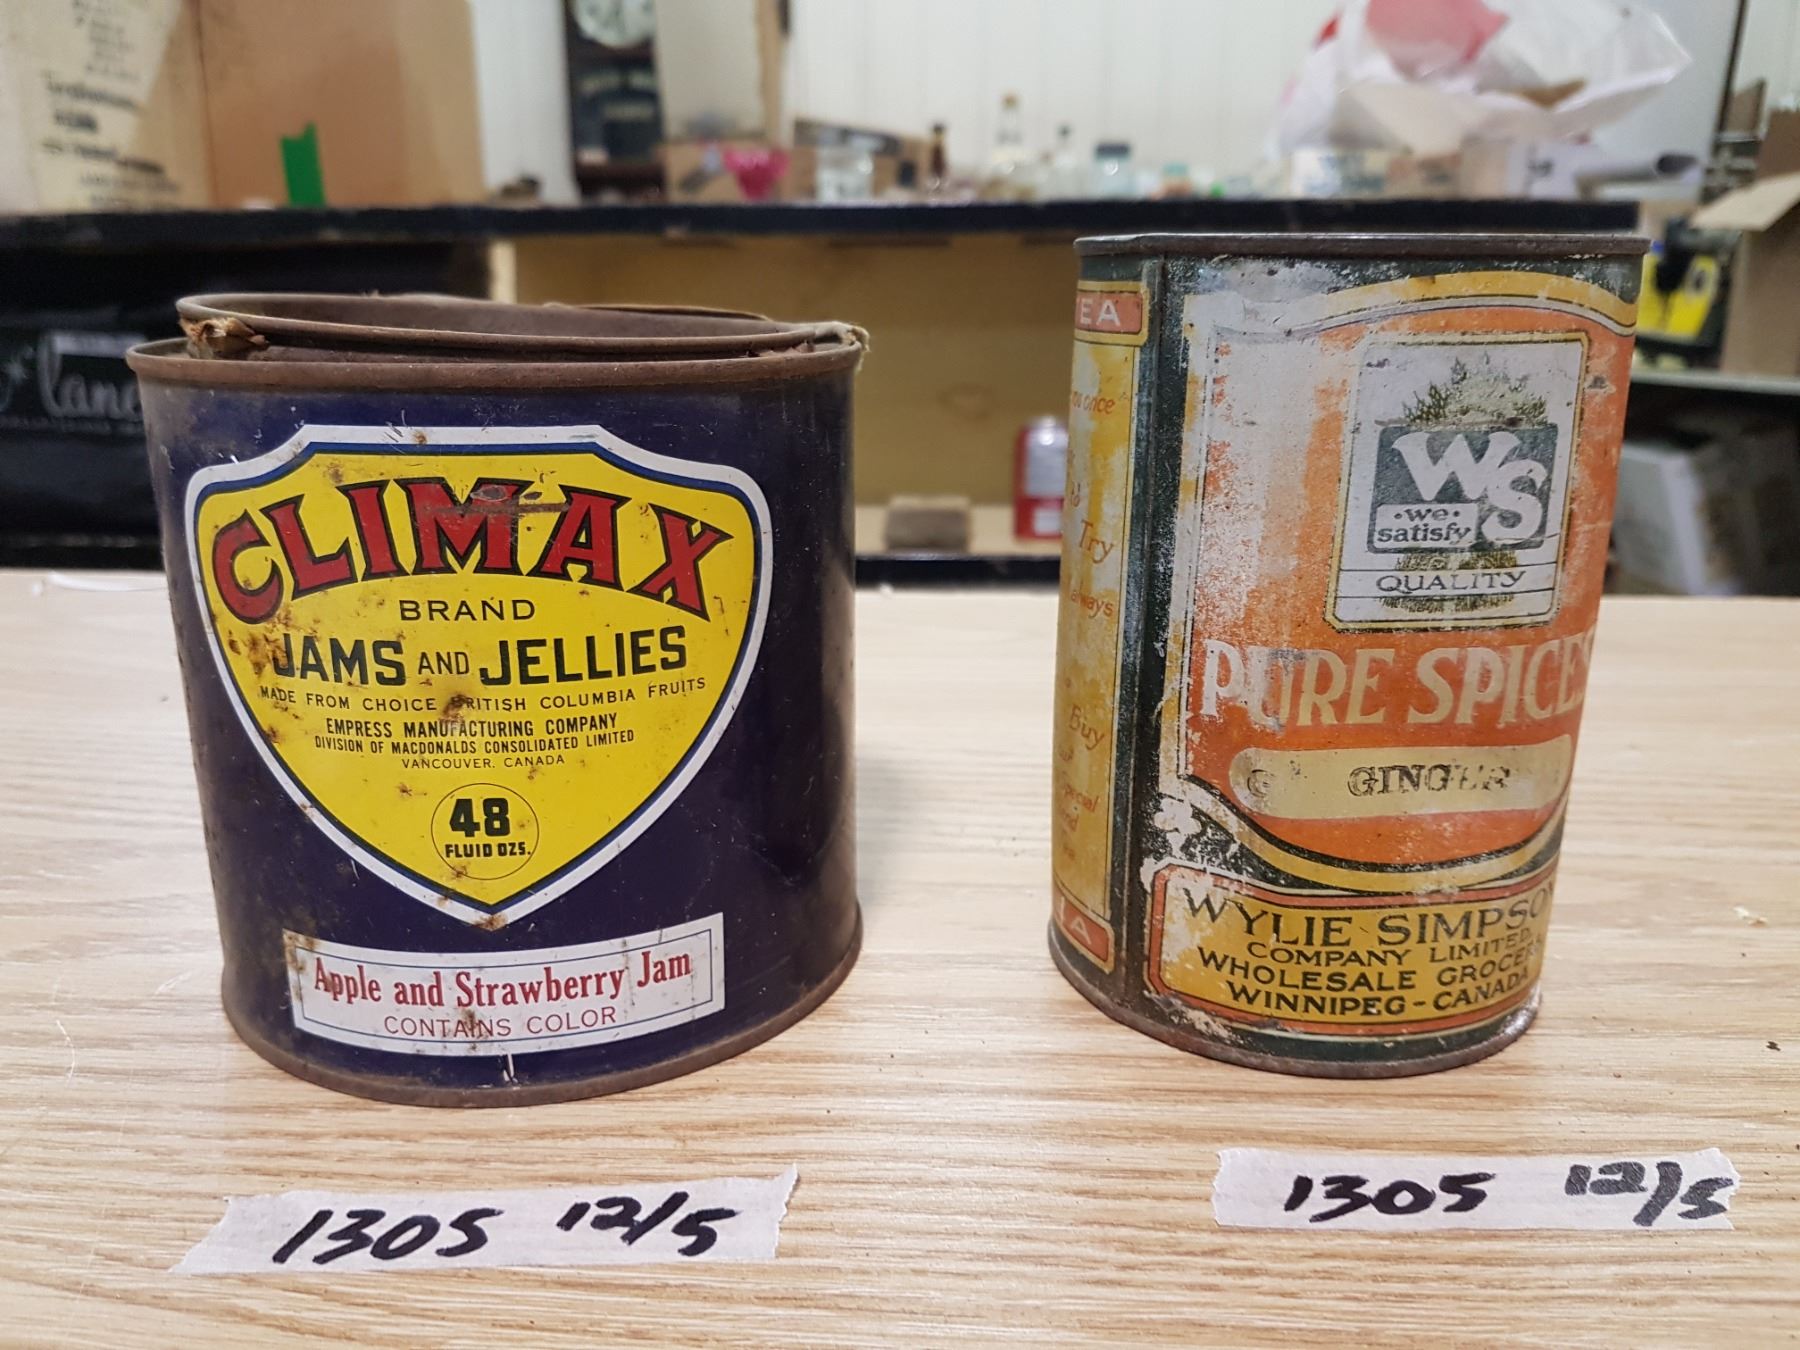 CLIMAX
BRAND
JAMS AND JELLIES
MADE FROM CHOICE BRITISH COLUMBIA FRUITS
EMPRESS MANUFACTURING COMPANY
DIVISION OF MACDONALDS CONSOLIDATED LIMITED
VANCOUVER, CANADA
48
FLUID OZS.
Apple and Strawberry Jam
CONTAINS COLOR
1305 12/5
once
Try
always
Buy
WS
·we·
satisfy
QUALITY
PURE SPICES
GINGER
WYLIE SIMPSON
COMPANY LIMITED
WHOLESALE GROCERS
WINNIPEG - CANADA
1305 12/5